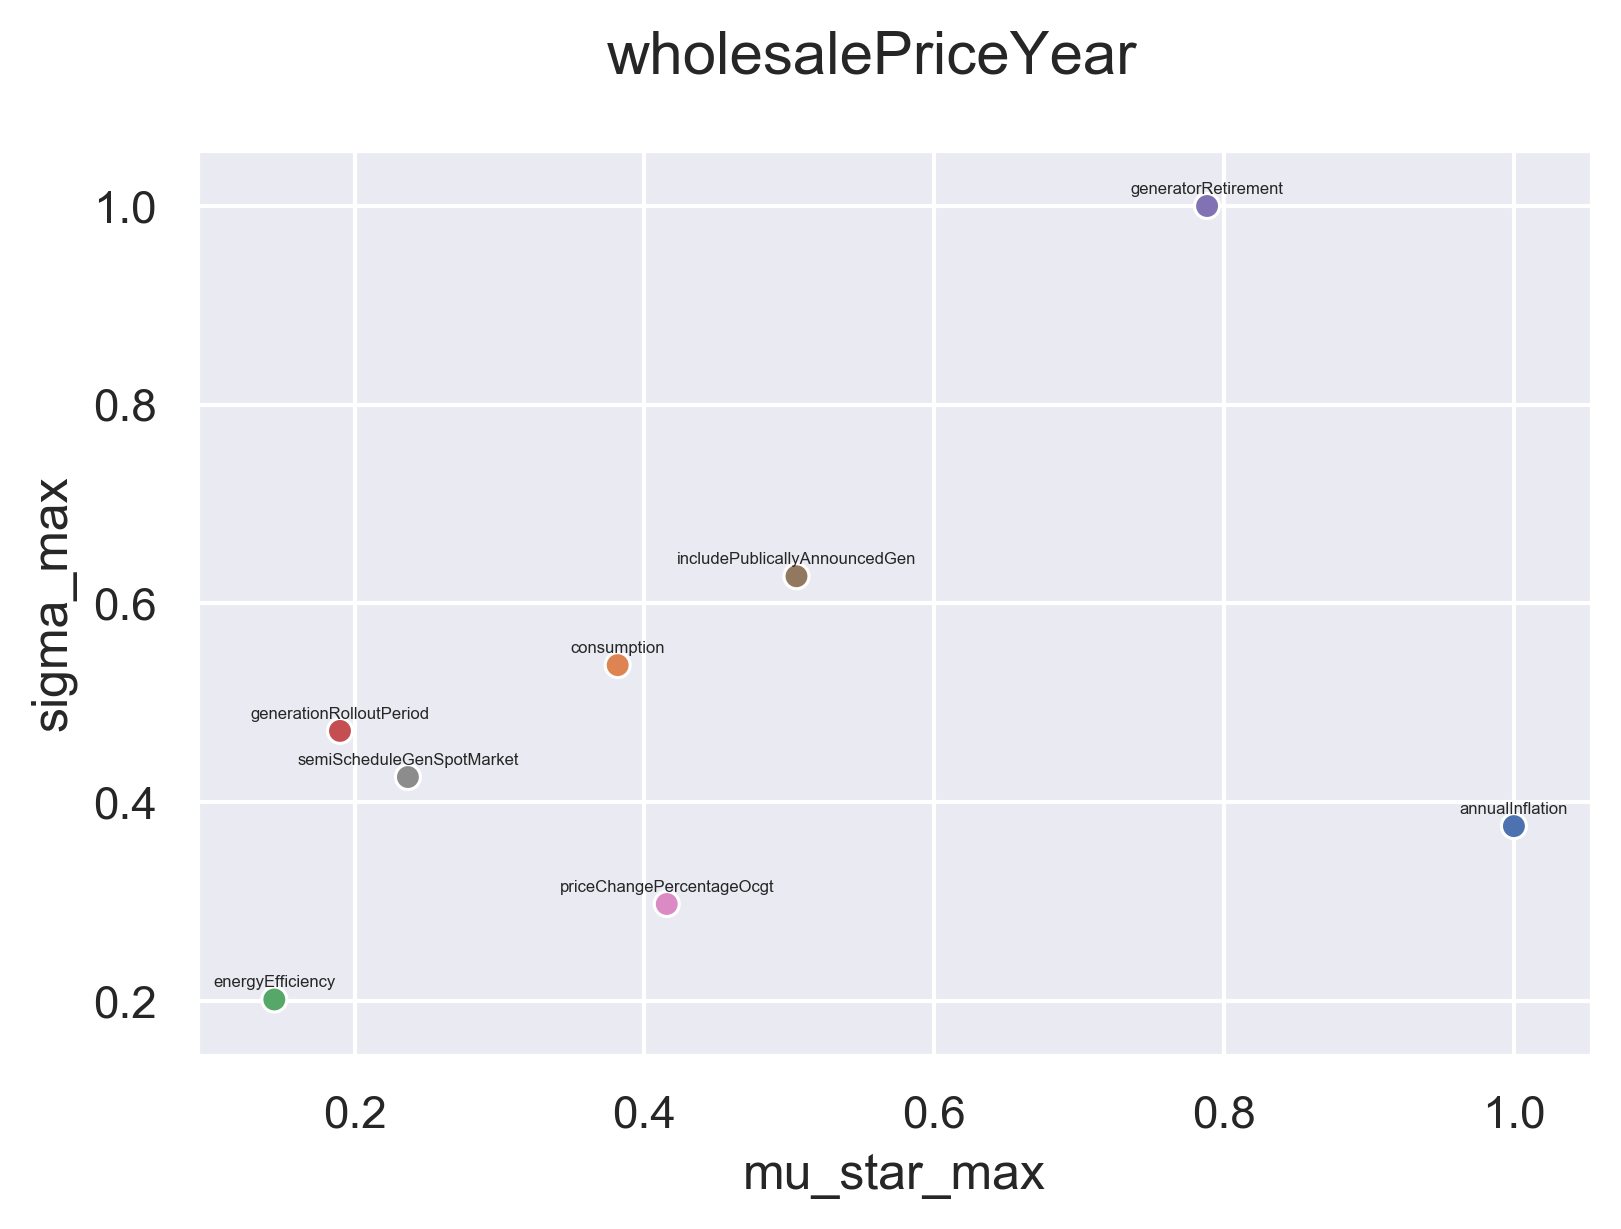 wholesalePriceYear
generatorRetirement
1.0
0.8
includePublicallyAnnouncedGen
0.6
consumption
generationRolloutPeriod
semiScheduleGenSpotMarket
0.4
annualInflation
priceChangePercentageOcgt
energyEfficiency
0.2
sigma_max
0.2 0.4 0.6 0.8 1.0
mu_star_max